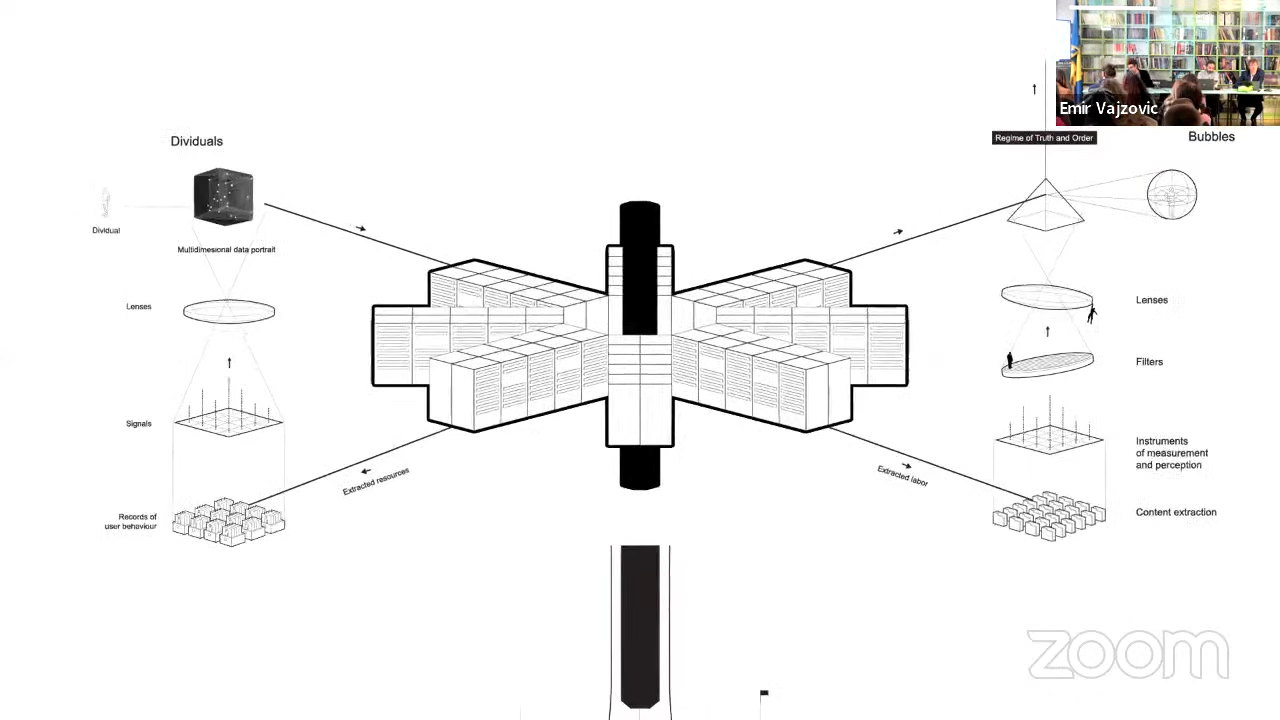 Emir Vajzovic
Dividuals
Regime of Truth and Order
Bubbles
Dividual
Multidimesional data portrait
Lenses
Lenses
Filters
Signals
Instruments
of measurement
and perception
Extracted resources
Extracted labor
Records of
user behaviour
Content extraction
zoom